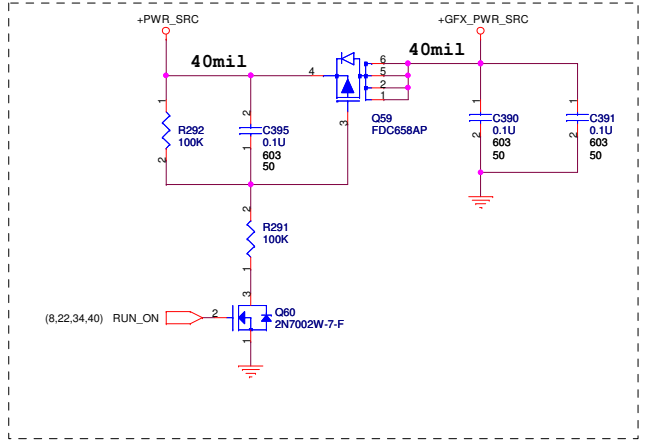 +PWR_SRC
+GFX_PWR_SRC
40mil
40mil
4
6
5
2
1
3
Q59
FDC658AP
1
R292
100K
2
2
C395
0.1U
603
50
1
1
C390
0.1U
603
50
2
1
C391
0.1U
603
50
2
2
R291
100K
1
3
(8,22,34,40) RUN_ON
2
Q60
2N7002W-7-F
1